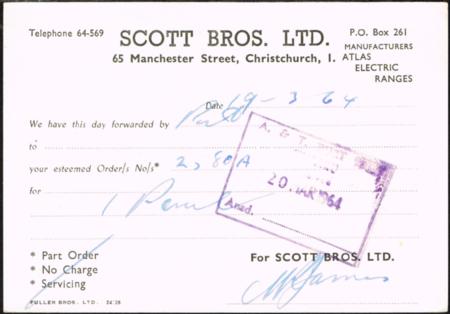 Telephone 64-569
SCOTT BROS. LTD.
P.O. Box 261
65 Manchester Street, Christchurch, 1.
MANUFACTURERS
ATLAS
ELECTRIC
RANGES
Date 19-3-64
We have this day forwarded by Post
to
your esteemed Order/s No/s* 2,80A
for
1
A. & T.
20 MAR 1964
Ansd.
* Part Order
* No Charge
* Servicing
For SCOTT BROS. LTD.
FULLER BROS. LTD.